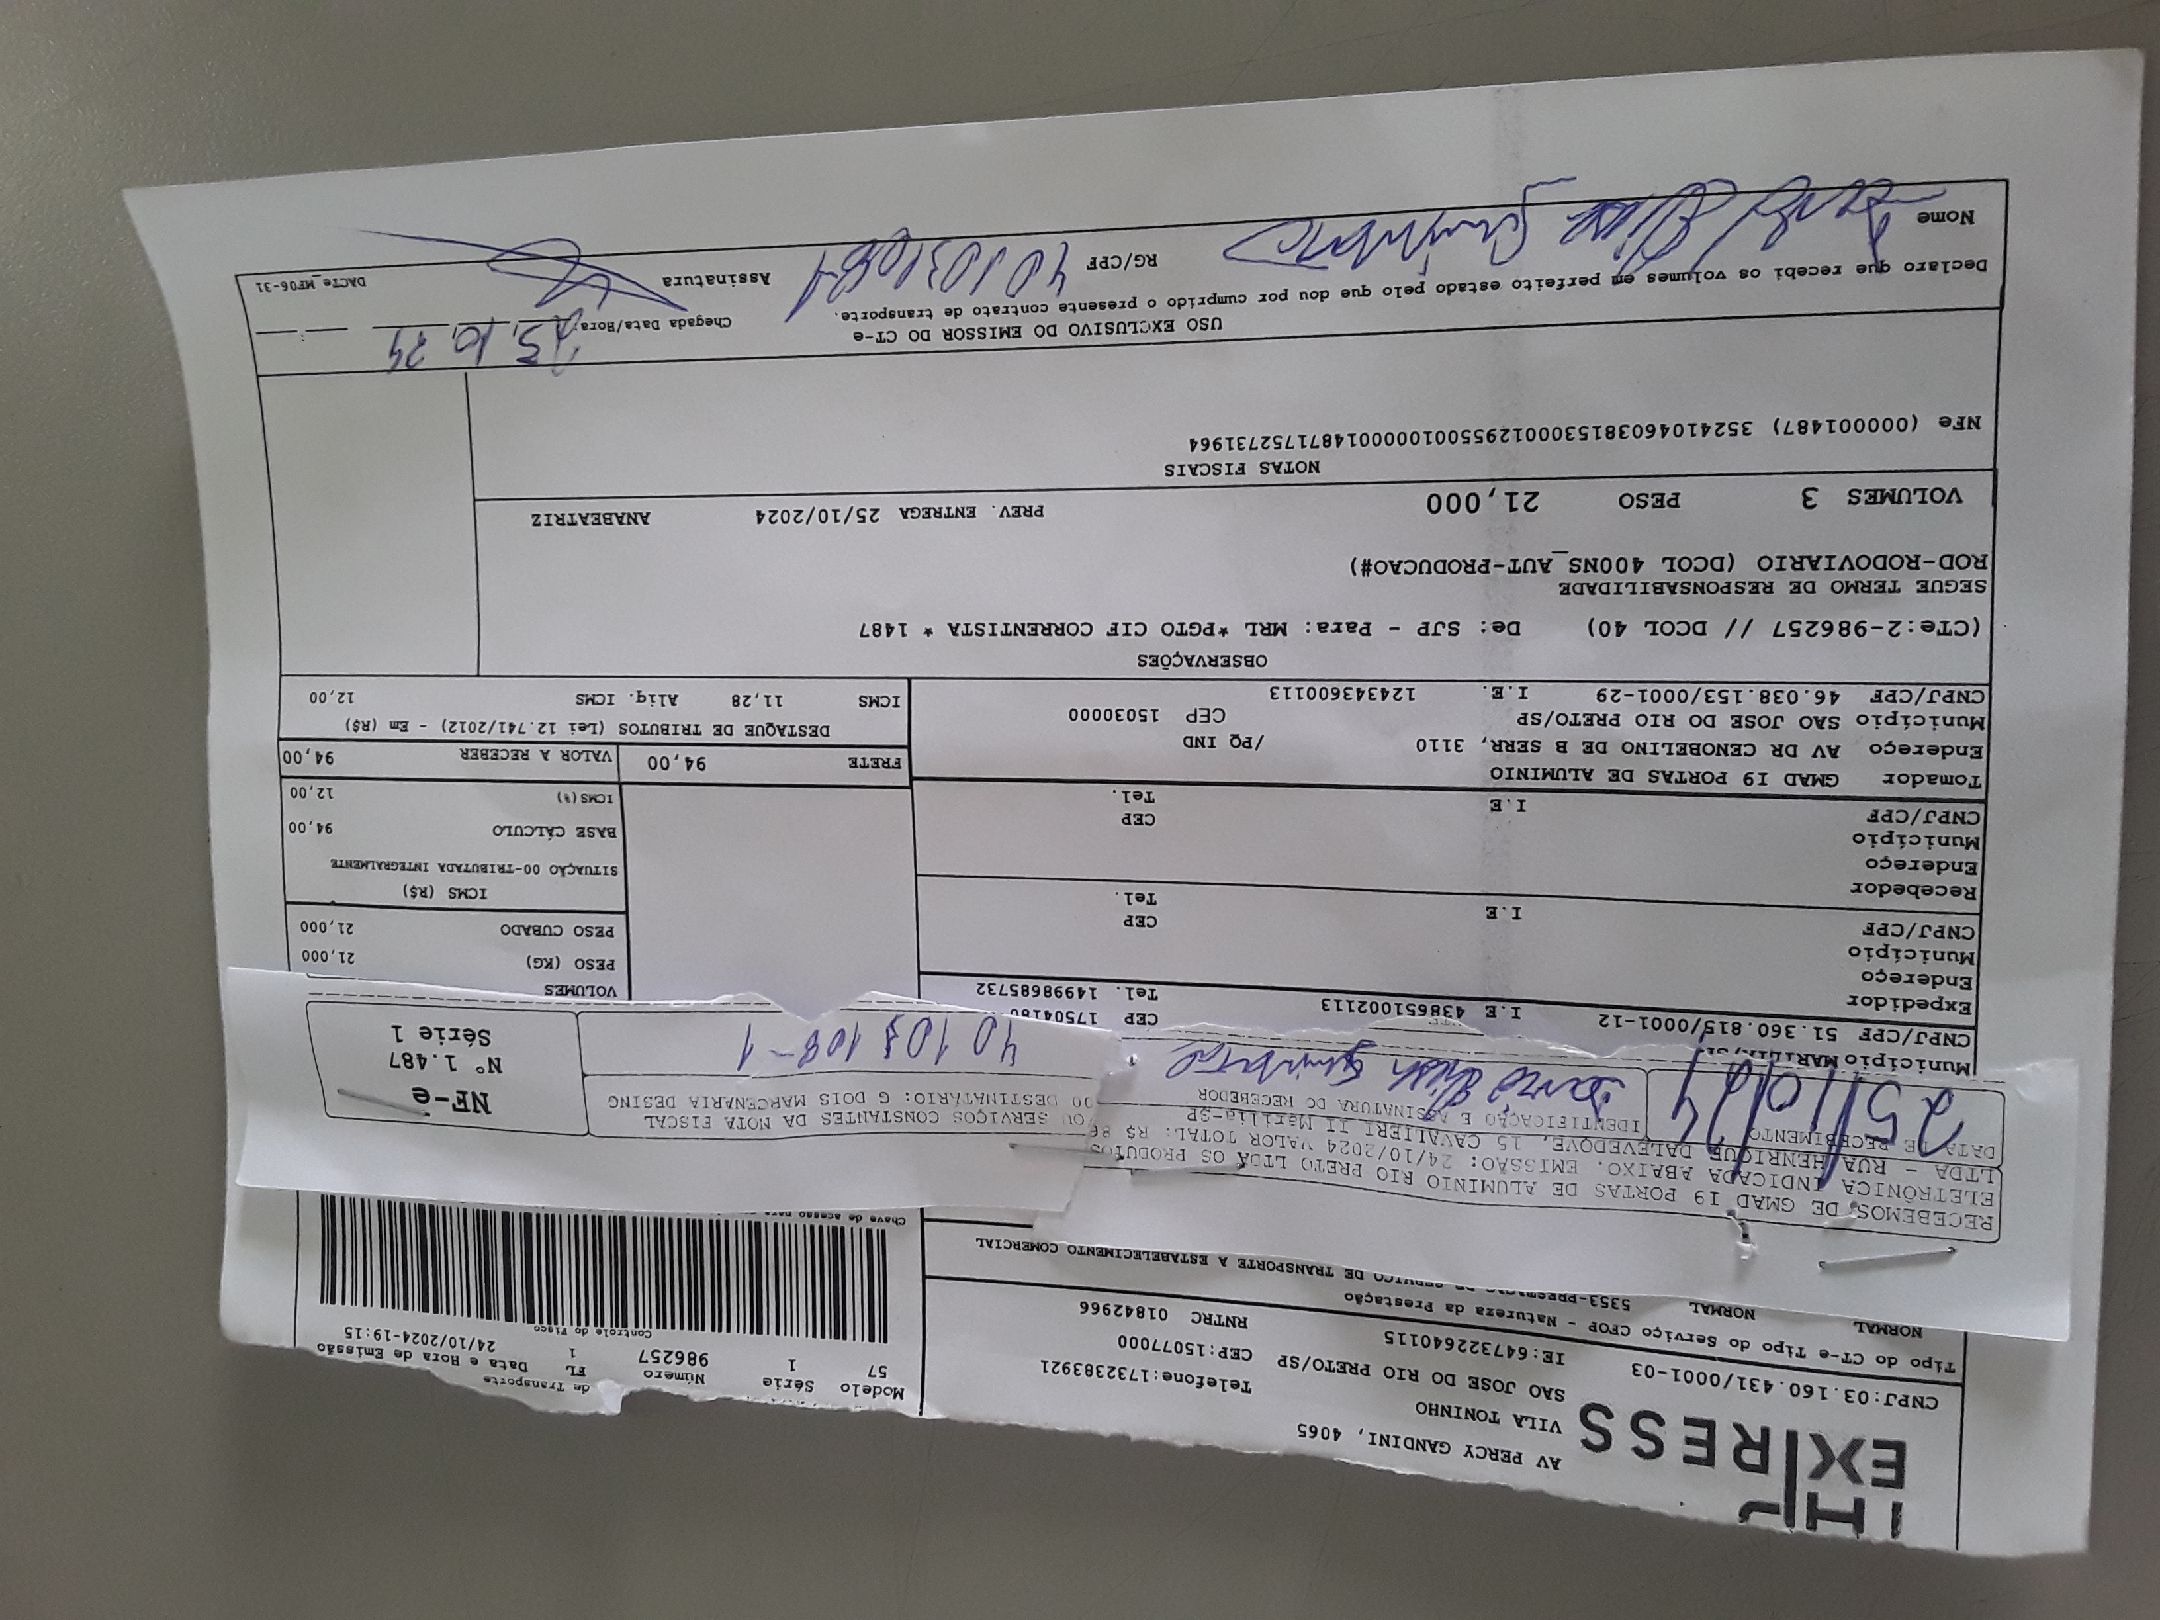 EXPRESS
AV PERCY GANDINI, 4065
VILA TONINHO
SAO JOSE DO RIO PRETO/SP CEP:15077000
Telefone:1732383921
CNPJ:03.160.431/0001-03 IE:647322640115 RNTRC 01842966
de Transporte
Modelo Série Número FL Data e Hora de Emissão
57 1 986257 1 24/10/2024-19:15
Controle do Fisco
Tipo do CT-e Tipo do Serviço CFOP - Natureza da Prestação
NORMAL NORMAL 5353-PRESTAÇÃO DE SERVIÇO DE TRANSPORTE A ESTABELECIMENTO COMERCIAL
Chave de acesso para
RECEBEMOS DE GMAD 19 PORTAS DE ALUMINIO RIO PRETO LTDA OS PRODUTOS
OU SERVIÇOS CONSTANTES DA NOTA FISCAL
ELETRÔNICA INDICADA ABAIXO. EMISSÃO: 24/10/2024 VALOR TOTAL: R$
DESTINATÁRIO: G DOIS MARCENARIA DESING
LTDA - RUA HENRIQUE DALEVEDOVE, 15 CAVALIERI II Marília-SP
DATA DE RECEBIMENTO
25/10/24
IDENTIFICAÇÃO E ASSINATURA DO RECEBEDOR
NF-e
Nº 1.487
Série 1
Município MARILIA
CEP
CNPJ/CPF 51.360.815/0001-12 I.E 438651002113 Tel. 1499685732
Expedidor
Endereço
Município CEP
CNPJ/CPF I.E Tel.
Recebedor
Endereço
Município CEP
CNPJ/CPF I.E Tel.
VOLUMES
PESO (KG) 21,000
PESO CUBADO 21,000
ICMS (R$)
SITUAÇÃO 00-TRIBUTADA INTEGRALMENTE
BASE CÁLCULO 94,00
ICMS(%) 12,00
Tomador GMAD 19 PORTAS DE ALUMINIO
Endereço AV DR CENOBELINO DE B SERR, 3110 /PQ IND
Município SAO JOSE DO RIO PRETO/SP CEP 15030000
CNPJ/CPF 46.038.153/0001-29 I.E. 124343600113
FRETE 94,00 VALOR A RECEBER 94,00
DESTAQUE DE TRIBUTOS (Lei 12.741/2012) - Em (R$)
ICMS 11,28 Aliq. ICMS 12,00
OBSERVAÇÕES
(CTe:2-986257 // DCOL 40) De: SJP - Para: MRL *PGTO CIF CORRENTISTA * 1487
SEGUE TERMO DE RESPONSABILIDADE
ROD-RODOVIARIO (DCOL 400NS_AUT-PRODUCAO#)
VOLUMES 3 PESO 21,000 PREV. ENTREGA 25/10/2024 ANABEATRIZ
NOTAS FISCAIS
NFe (000001487) 35241046038153000129550010000014871752731964
USO EXCLUSIVO DO EMISSOR DO CT-e
Declaro que recebi os volumes em perfeito estado pelo que dou por cumprido o presente contrato de transporte.
Chegada Data/Hora: 25,10,24
Nome
RG/CPF
Assinatura
DACTe_MF06-31